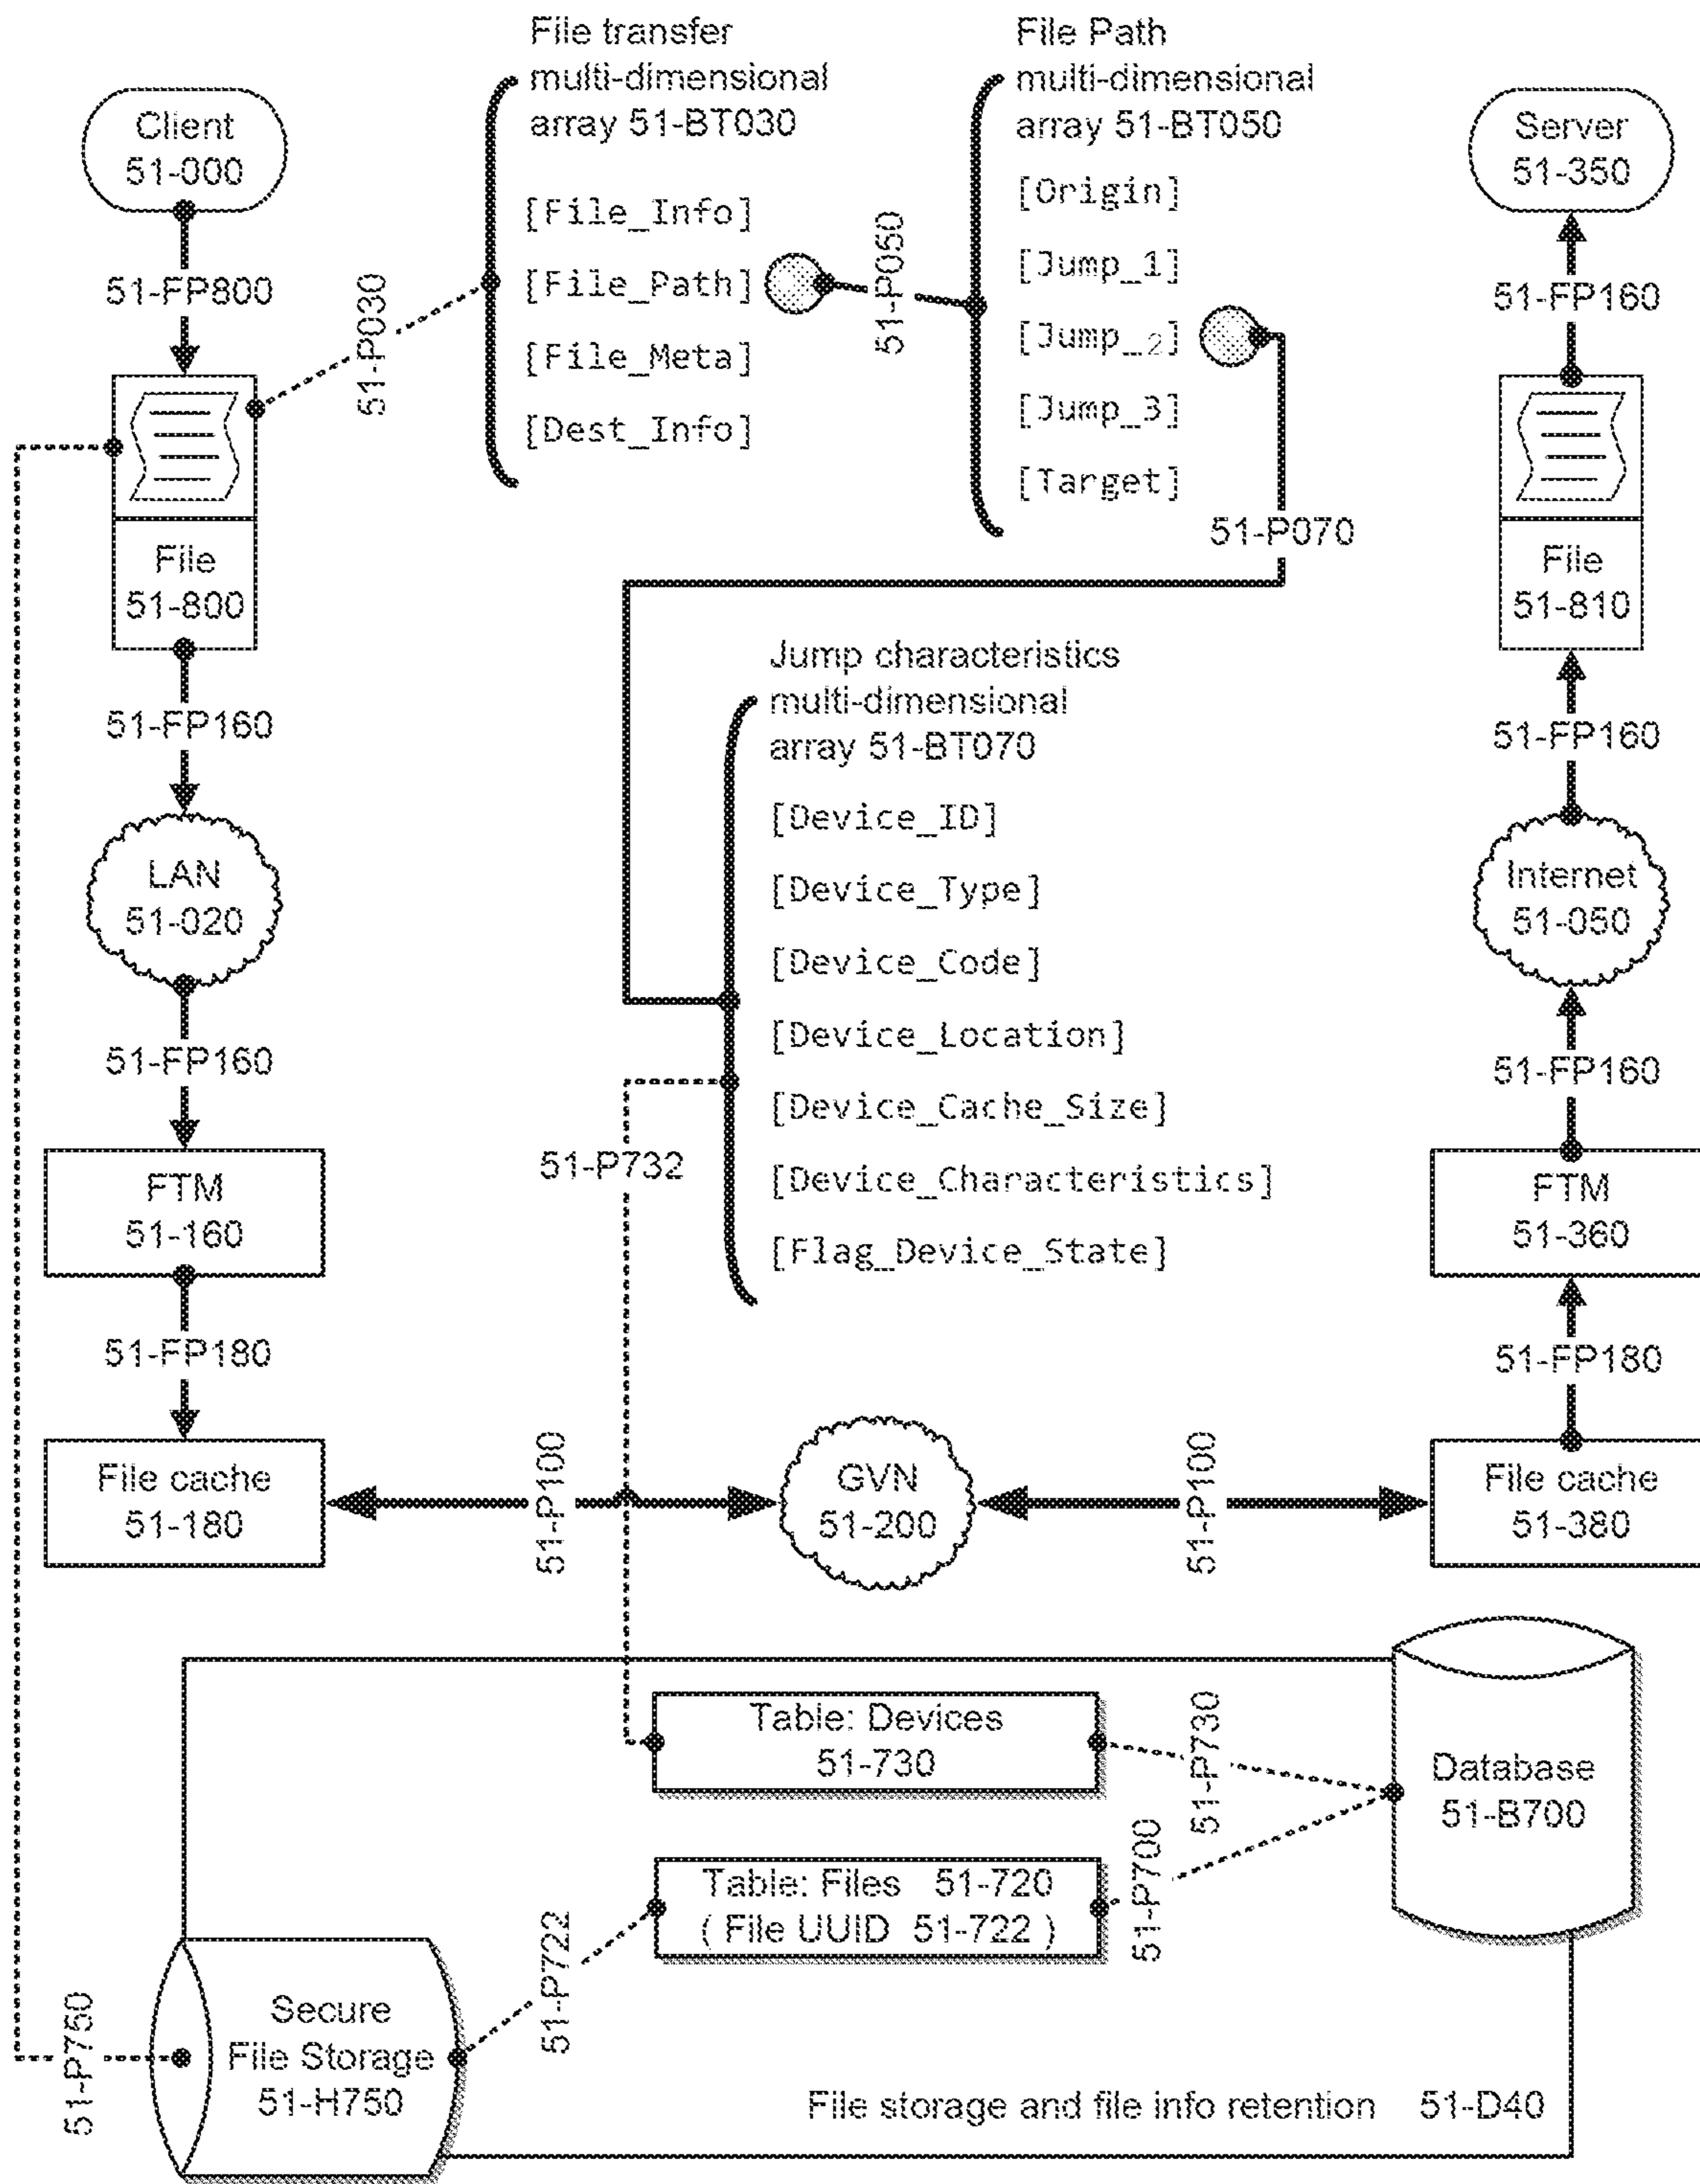 File transfer
multi-dimensional
array 51-BT030
[File_Info]
[File_Path]
[File_Meta]
[Dest_Info]
File Path
multi-dimensional
array 51-BT050
[Origin]
[Jump_1]
[Jump_2]
[Jump_3]
[Target]
Client
51-000
Server
51-350
51-FP800
51-P030
51-P050
51-FP160
File
51-800
51-P070
File
51-810
Jump characteristics
multi-dimensional
array 51-BT070
[Device_ID]
[Device_Type]
[Device_Code]
[Device_Location]
[Device_Cache_Size]
[Device_Characteristics]
[Flag_Device_State]
51-FP160
51-FP160
LAN
51-020
Internet
51-050
51-FP160
51-FP160
51-P732
FTM
51-160
FTM
51-360
51-FP180
51-FP180
File cache
51-180
51-P100
GVN
51-200
51-P100
File cache
51-380
Table: Devices
51-730
51-P730
Database
51-B700
Table: Files 51-720
( File UUID 51-722 )
51-P700
51-P722
51-P750
Secure
File Storage
51-H750
File storage and file info retention 51-D40